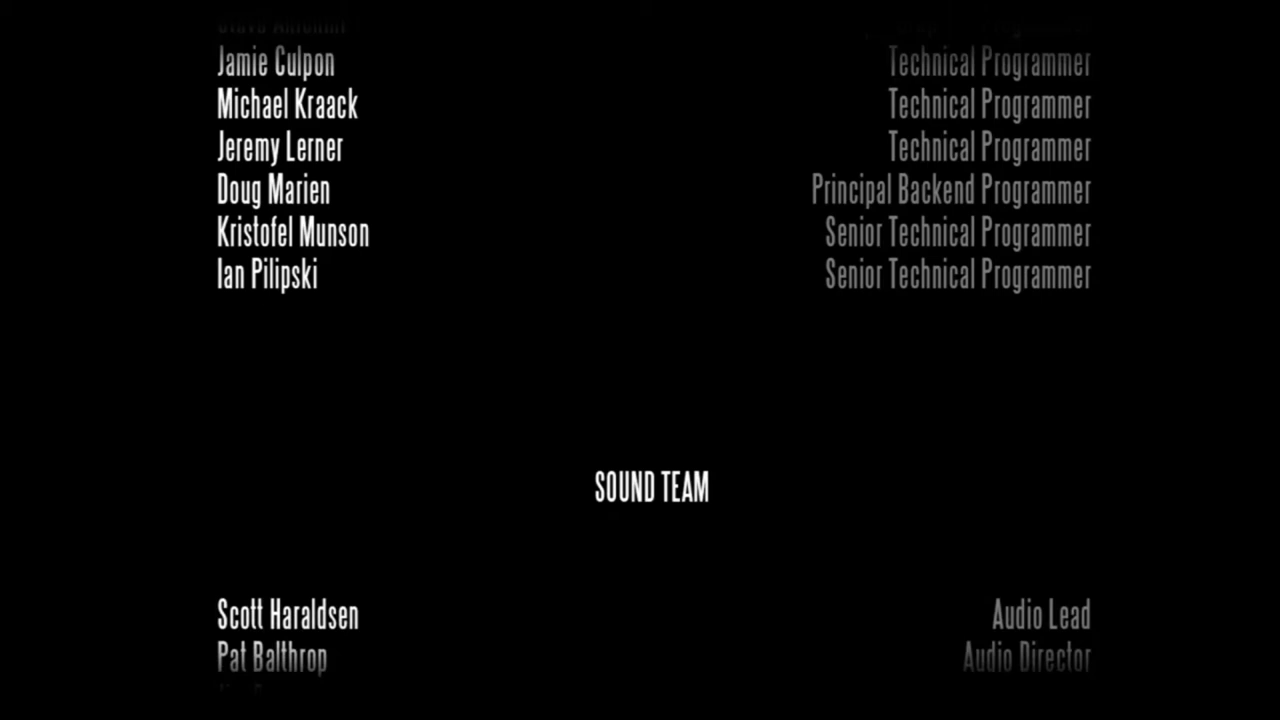 Jamie Culpon Technical Programmer
Michael Kraack Technical Programmer
Jeremy Lerner Technical Programmer
Doug Marien Principal Backend Programmer
Kristofel Munson Senior Technical Programmer
Ian Pilipski Senior Technical Programmer
SOUND TEAM
Scott Haraldsen Audio Lead
Pat Balthrop Audio Director